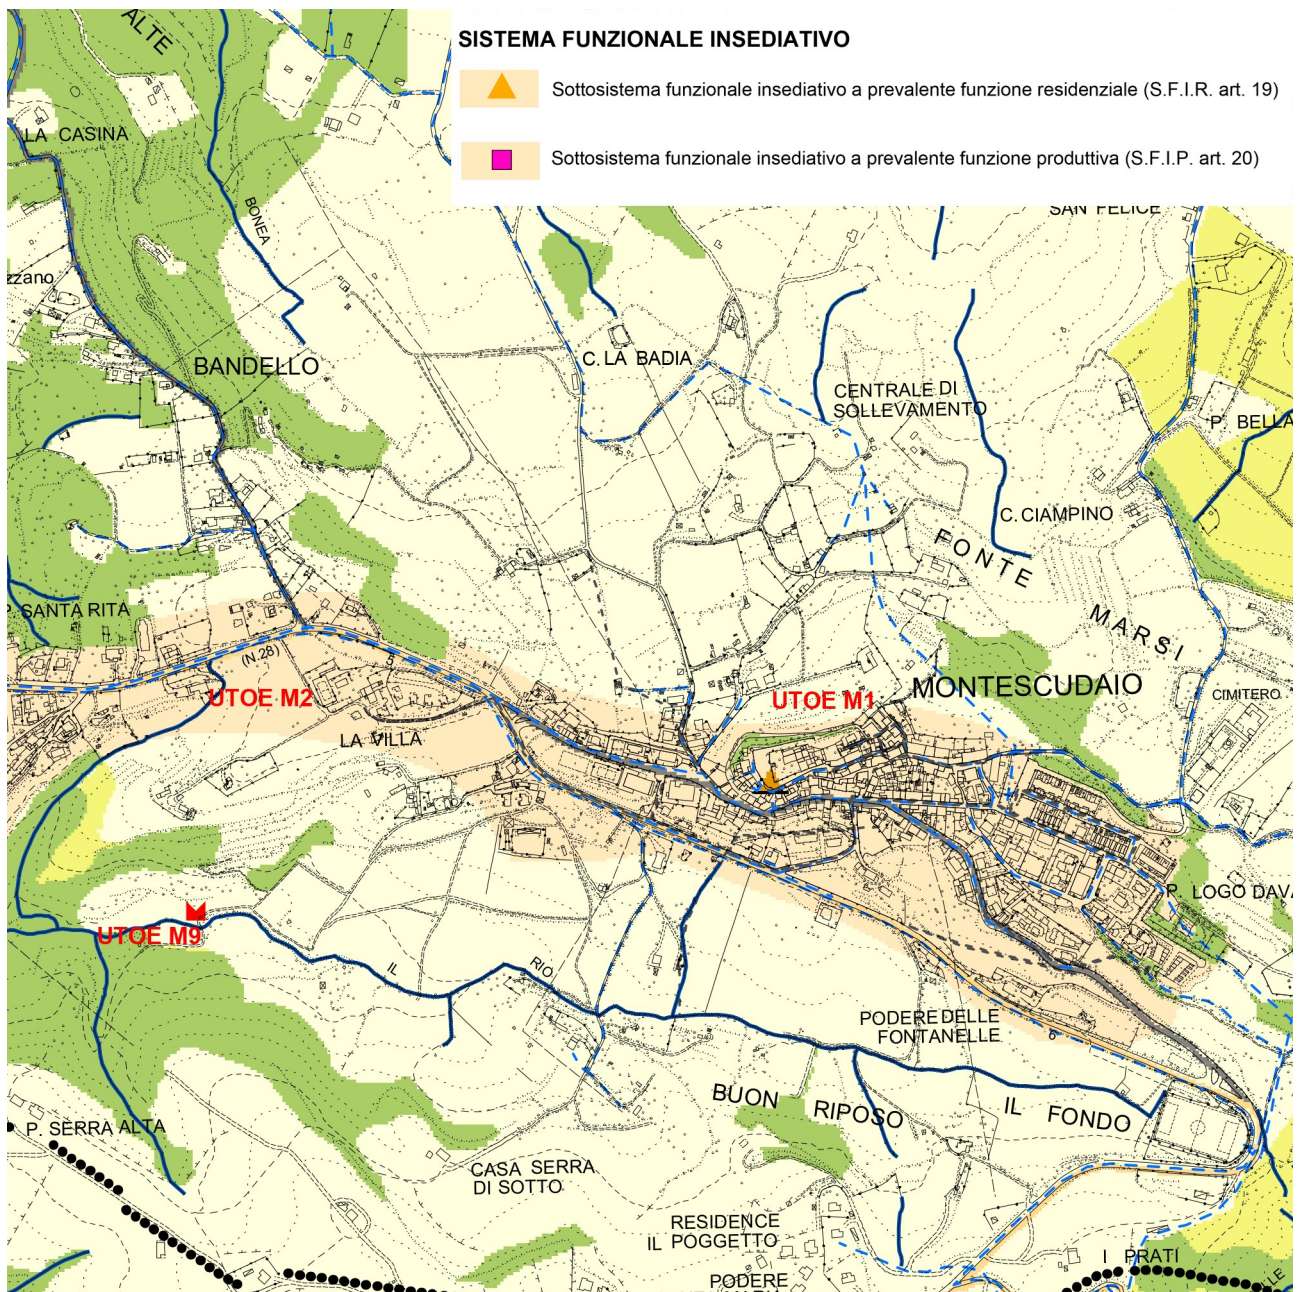 SISTEMA FUNZIONALE INSEDIATIVO
Sottosistema funzionale insediativo a prevalente funzione residenziale (S.F.I.R. art. 19)
Sottosistema funzionale insediativo a prevalente funzione produttiva (S.F.I.P. art. 20)
ALTE
LA CASINA
BONEA
SAN FELICE
zzano
BANDELLO
C. LA BADIA
CENTRALE DI
SOLLEVAMENTO
P. BELLA
C. CIAMPINO
FONTE
MARSI
P. SANTA RITA
(N.28)
5
UTOE M2
UTOE M1
MONTESCUDAIO
CIMITERO
LA VILLA
P. LOGO DAVA
UTOE M9
IL
RIO
PODERE DELLE
FONTANELLE
6
BUON RIPOSO
IL FONDO
P. SERRA ALTA
CASA SERRA
DI SOTTO
RESIDENCE
IL POGGETTO
I PRATI
PODERE